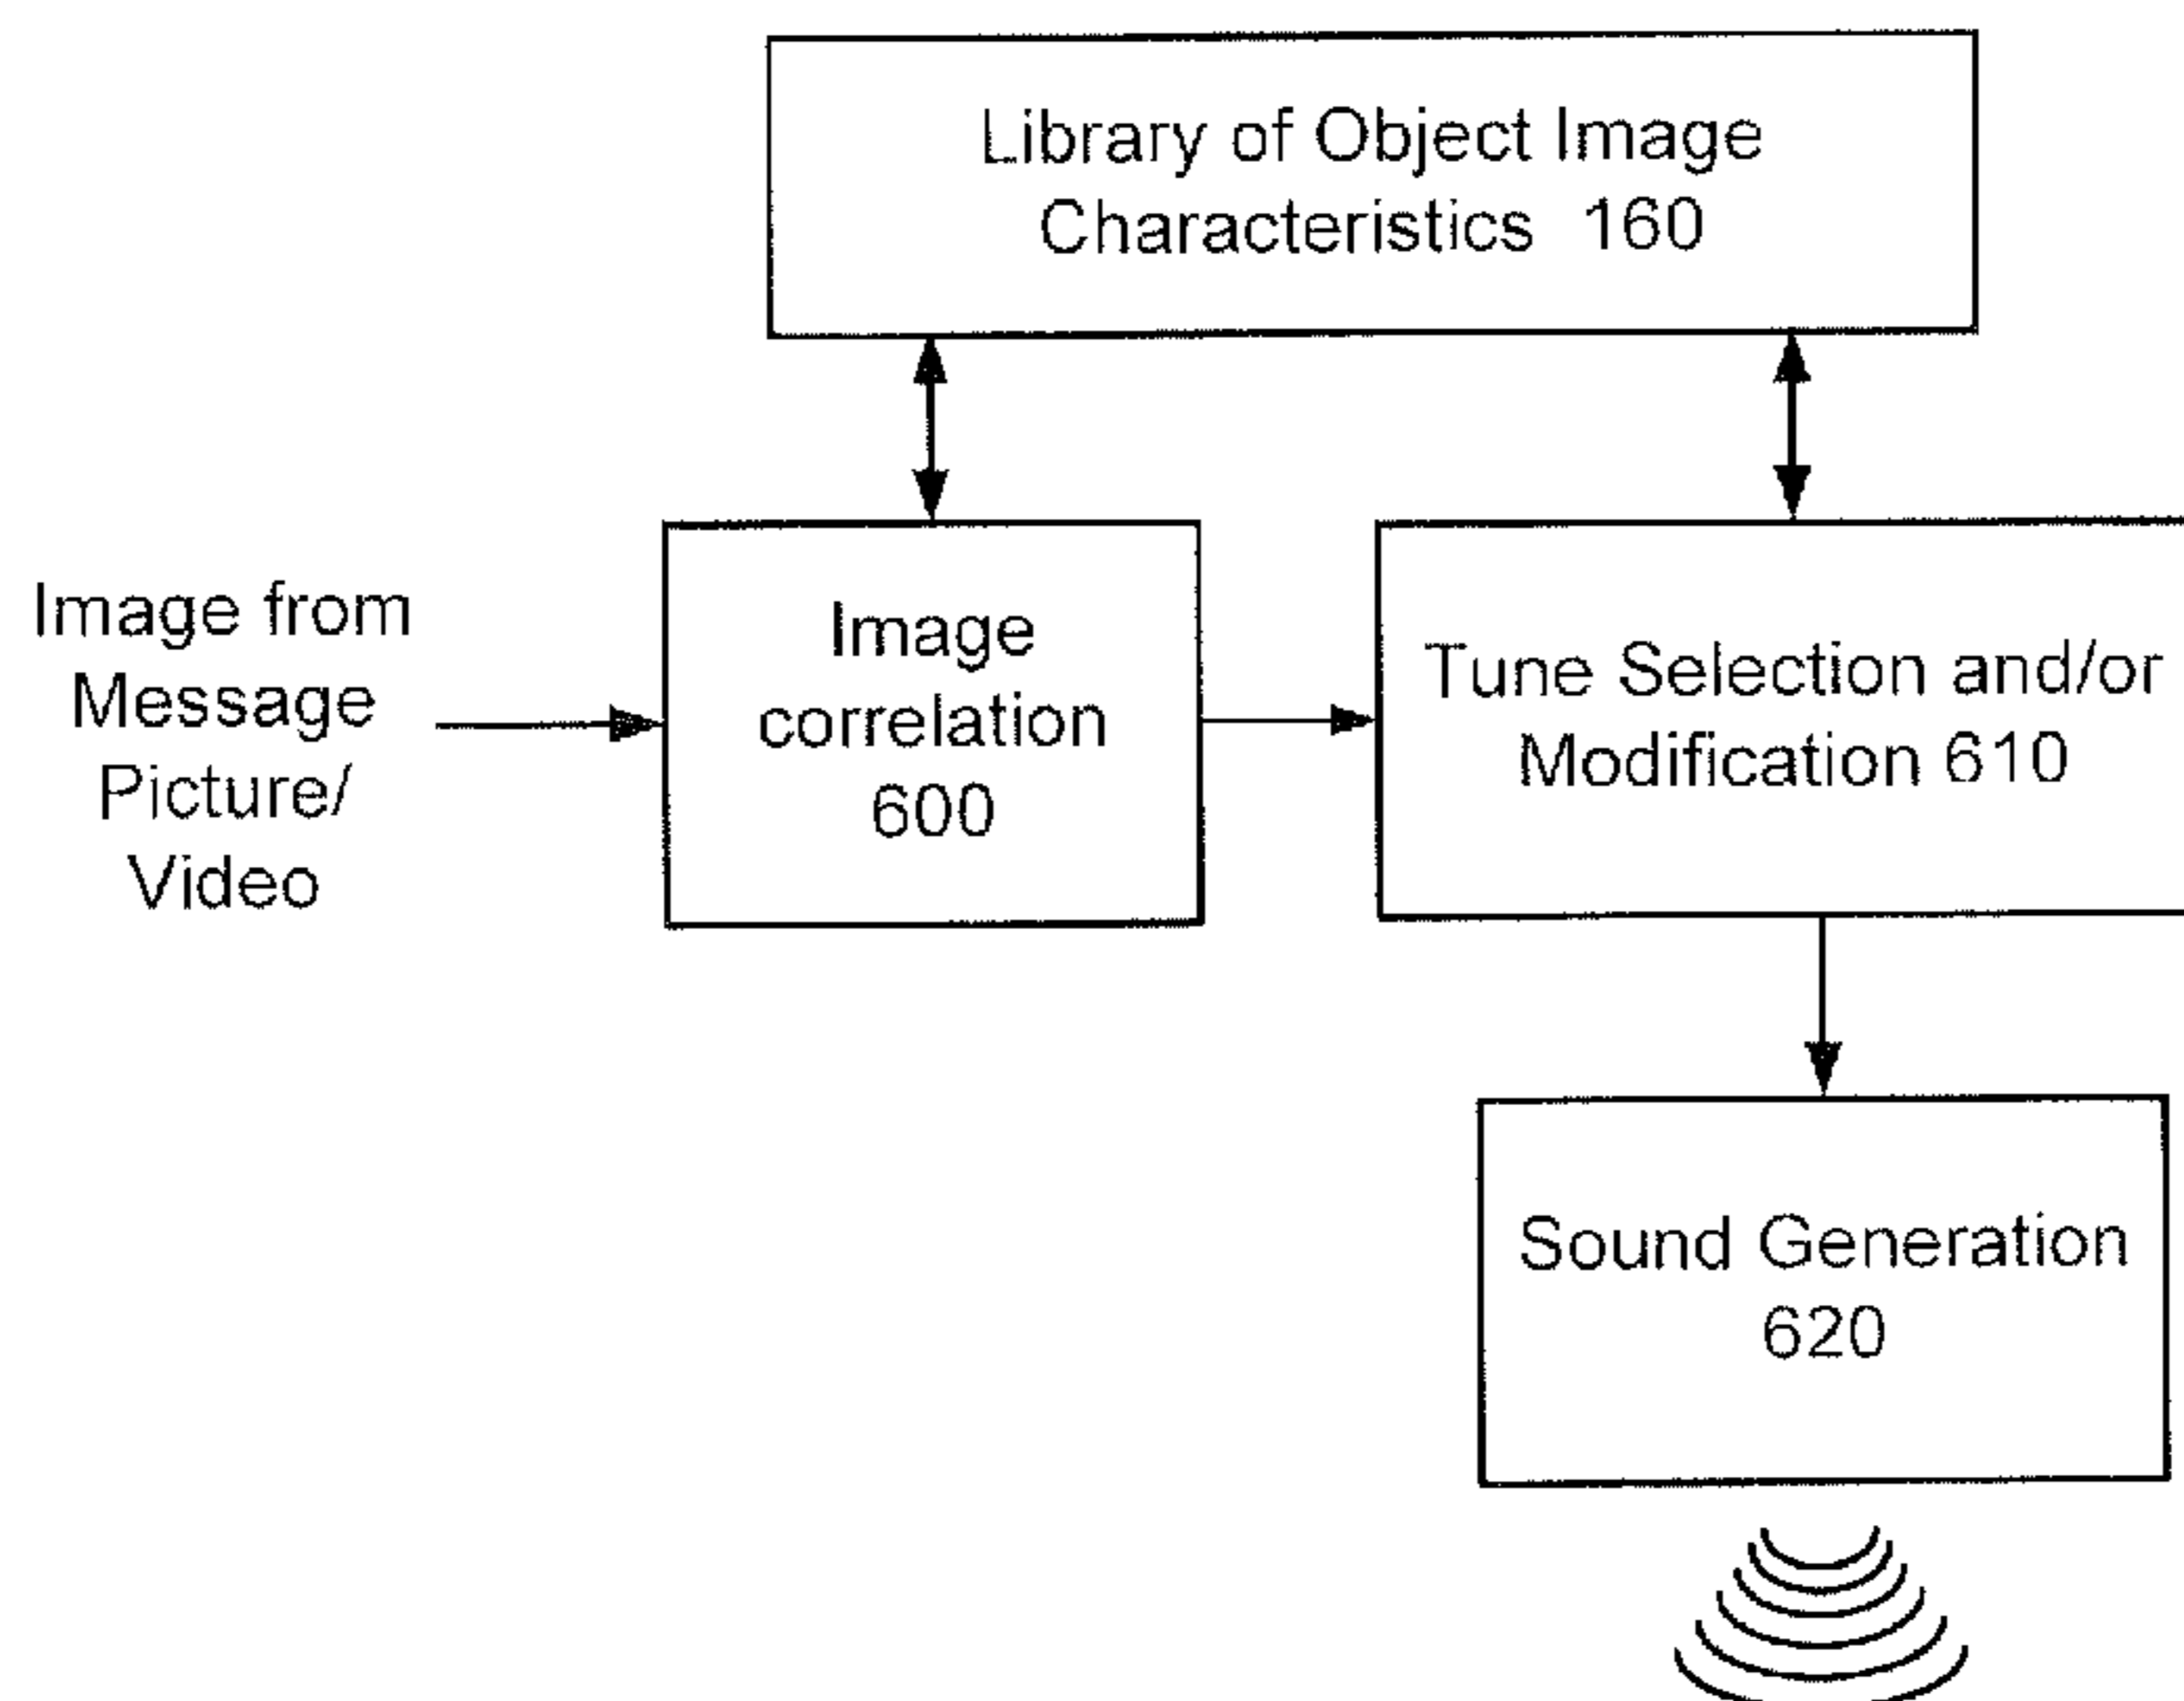 Library of Object Image
Characteristics 160
Image from
Message
Picture/
Video
Image
correlation
600
Tune Selection and/or
Modification 610
Sound Generation
620